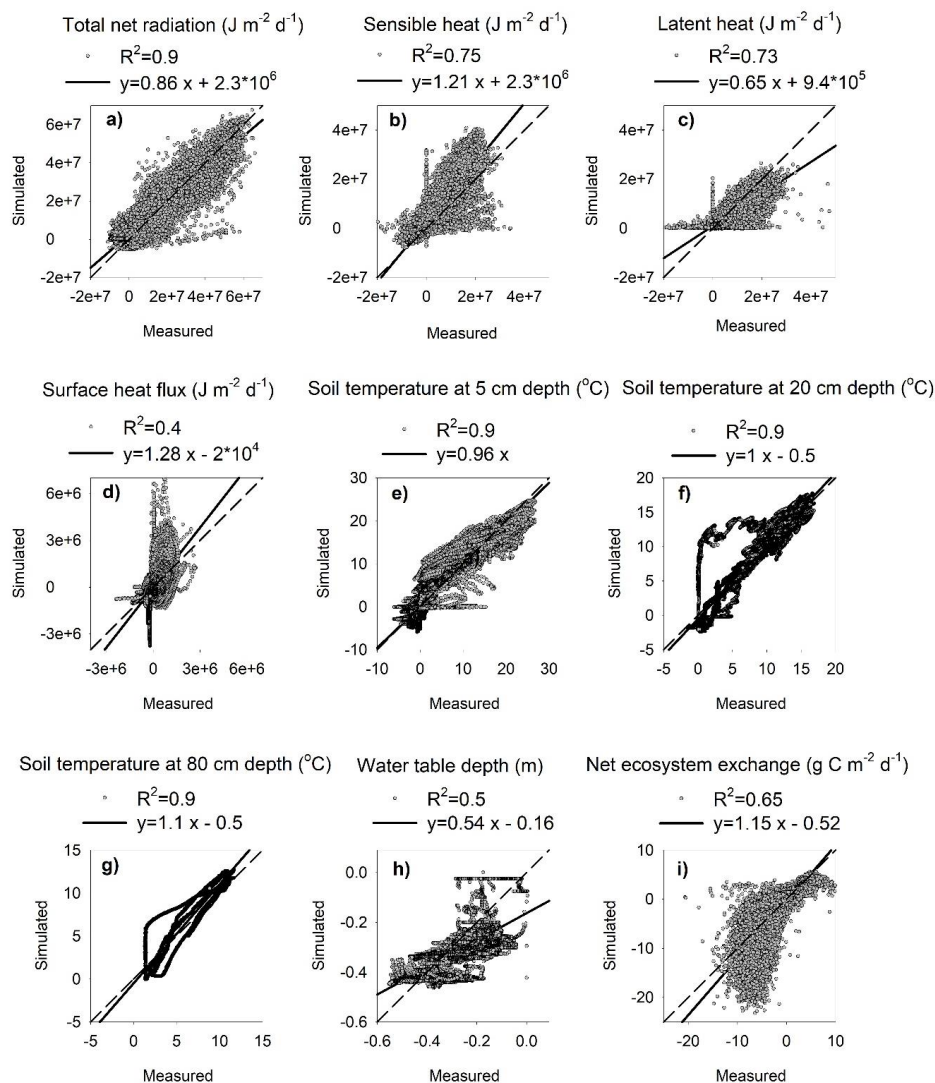 Total net radiation (J m⁻² d⁻¹)
R²=0.9
y=0.86 x + 2.3*10⁶
a)
6e+7
4e+7
2e+7
0
-2e+7
Simulated
-2e+7 0 2e+7 4e+7 6e+7
Measured
Sensible heat (J m⁻² d⁻¹)
R²=0.75
y=1.21 x + 2.3*10⁶
b)
4e+7
2e+7
0
-2e+7
Simulated
-2e+7 0 2e+7 4e+7
Measured
Latent heat (J m⁻² d⁻¹)
R²=0.73
y=0.65 x + 9.4*10⁵
c)
4e+7
2e+7
0
-2e+7
Simulated
-2e+7 0 2e+7 4e+7
Measured
Surface heat flux (J m⁻² d⁻¹)
R²=0.4
y=1.28 x - 2*10⁴
d)
6e+6
3e+6
0
-3e+6
Simulated
-3e+6 0 3e+6 6e+6
Measured
Soil temperature at 5 cm depth (°C)
R²=0.9
y=0.96 x
e)
30
20
10
0
-10
Simulated
-10 0 10 20 30
Measured
Soil temperature at 20 cm depth (°C)
R²=0.9
y=1 x - 0.5
f)
20
15
10
5
0
-5
Simulated
-5 0 5 10 15 20
Measured
Soil temperature at 80 cm depth (°C)
R²=0.9
y=1.1 x - 0.5
g)
15
10
5
0
-5
Simulated
-5 0 5 10 15
Measured
Water table depth (m)
R²=0.5
y=0.54 x - 0.16
h)
0.0
-0.2
-0.4
-0.6
Simulated
-0.6 -0.4 -0.2 0.0
Measured
Net ecosystem exchange (g C m⁻² d⁻¹)
R²=0.65
y=1.15 x - 0.52
i)
10
0
-10
-20
Simulated
-20 -10 0 10
Measured